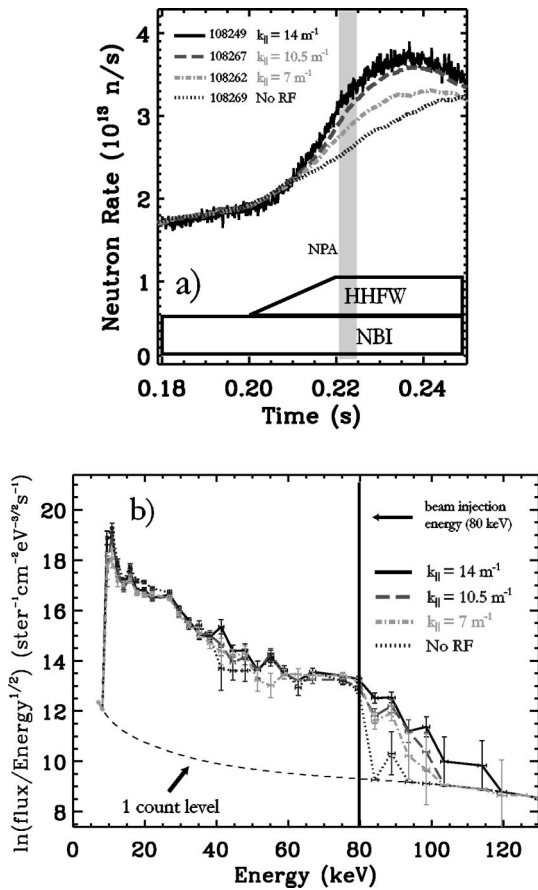 4
3
2
1
0
Neutron Rate (10¹³ n/s)
108249 k∥ = 14 m⁻¹
108267 k∥ = 10.5 m⁻¹
108262 k∥ = 7 m⁻¹
108269 No RF
NPA
a)
HHFW
NBI
0.18 0.20 0.22 0.24
Time (s)
ln(flux/Energy^1/2) (ster⁻¹cm⁻²eV⁻³/²s⁻¹)
20
18
16
14
12
10
8
b)
beam injection
energy (80 keV)
k∥ = 14 m⁻¹
k∥ = 10.5 m⁻¹
k∥ = 7 m⁻¹
No RF
1 count level
0 20 40 60 80 100 120
Energy (keV)